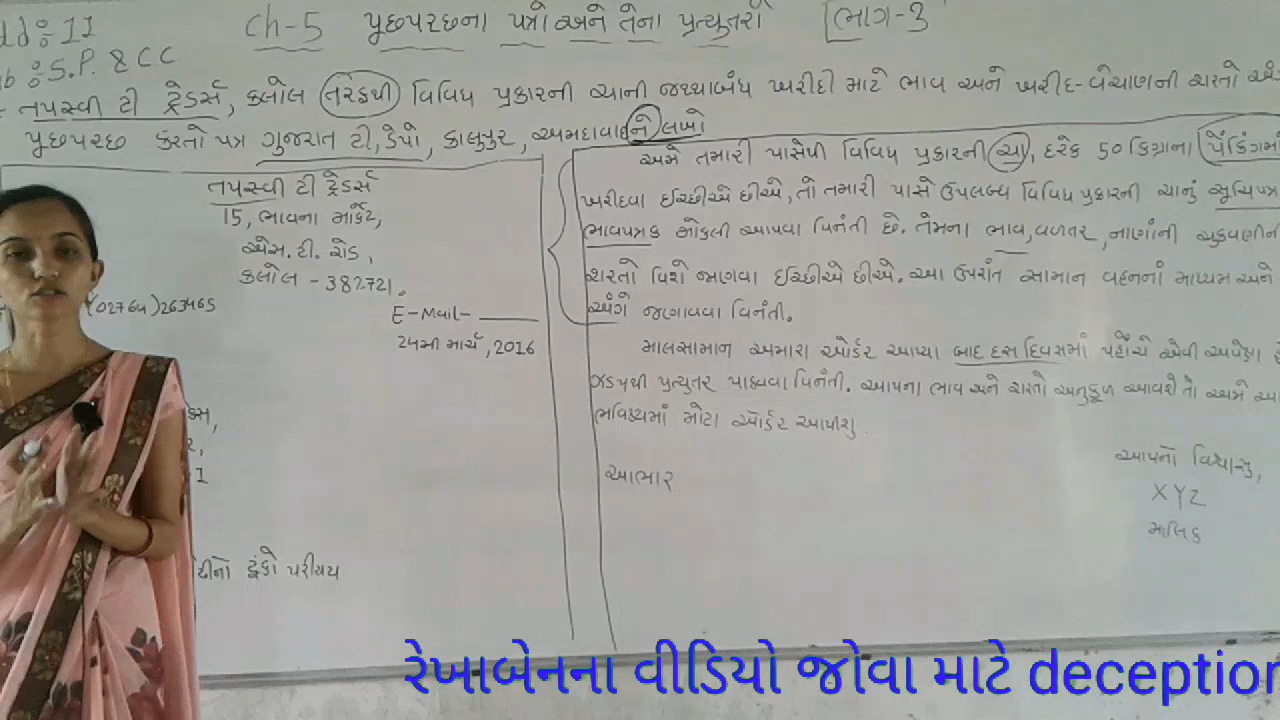 Ch-5 પૂછપરછના પત્રો અને તેના પ્રત્યુતરો ભાગ-3
: 11
: S.P. & CC
તપસ્વી ટી ટ્રેડર્સ, કલોલ તરફથી વિવિધ પ્રકારની ચાની જથ્થાબંધ ખરીદી માટે ભાવ અને ખરીદ-વેચાણની શરતો
પૂછપરછ કરતો પત્ર ગુજરાત ટી, ડેપો, કાલુપુર, અમદાવાદને લખો
તપસ્વી ટી ટ્રેડર્સ
15, ભાવના માર્કેટ,
એસ. ટી. રોડ,
કલોલ - 382721.
(02764)263465
E-Mail-
24મી માર્ચ, 2016
ટૂંકો પરીચય
અમે તમારી પાસેથી વિવિધ પ્રકારની ચા, દરેક 50 કિગ્રાના પેકિંગમાં
ખરીદવા ઈચ્છીએ છીએ, તો તમારી પાસે ઉપલબ્ધ વિવિધ પ્રકારની ચાનું સૂચિપત્ર
ભાવપત્રક મોકલી આપવા વિનંતી છે. તેમના ભાવ, વળતર, નાણાંની ચુકવણીની
શરતો વિશે જાણવા ઈચ્છીએ છીએ. આ ઉપરાંત સામાન વહનનાં માધ્યમ અને
અંગે જણાવવા વિનંતી.
માલસામાન અમારા ઓર્ડર આપ્યા બાદ દસ દિવસમાં પહોંચે એવી અપેક્ષા
ઝડપથી પ્રત્યુતર પાઠવવા વિનંતી. આપના ભાવ અને શરતો અનુકૂળ આવશે તો અમે
ભવિષ્યમાં મોટા ઓર્ડર આપીશુ.
આભાર
આપનો વિશ્વાસુ,
XYZ
માલિક
રેખાબેનના વીડિયો જોવા માટે deception